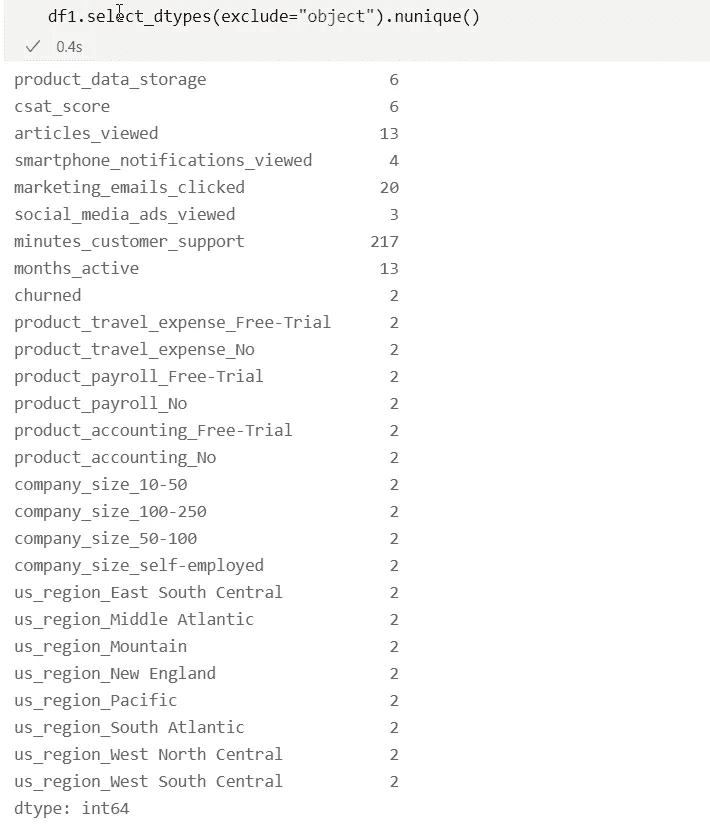 df1.select_dtypes(exclude="object").nunique()
✓ 0.4s
product_data_storage 6
csat_score 6
articles_viewed 13
smartphone_notifications_viewed 4
marketing_emails_clicked 20
social_media_ads_viewed 3
minutes_customer_support 217
months_active 13
churned 2
product_travel_expense_Free-Trial 2
product_travel_expense_No 2
product_payroll_Free-Trial 2
product_payroll_No 2
product_accounting_Free-Trial 2
product_accounting_No 2
company_size_10-50 2
company_size_100-250 2
company_size_50-100 2
company_size_self-employed 2
us_region_East South Central 2
us_region_Middle Atlantic 2
us_region_Mountain 2
us_region_New England 2
us_region_Pacific 2
us_region_South Atlantic 2
us_region_West North Central 2
us_region_West South Central 2
dtype: int64